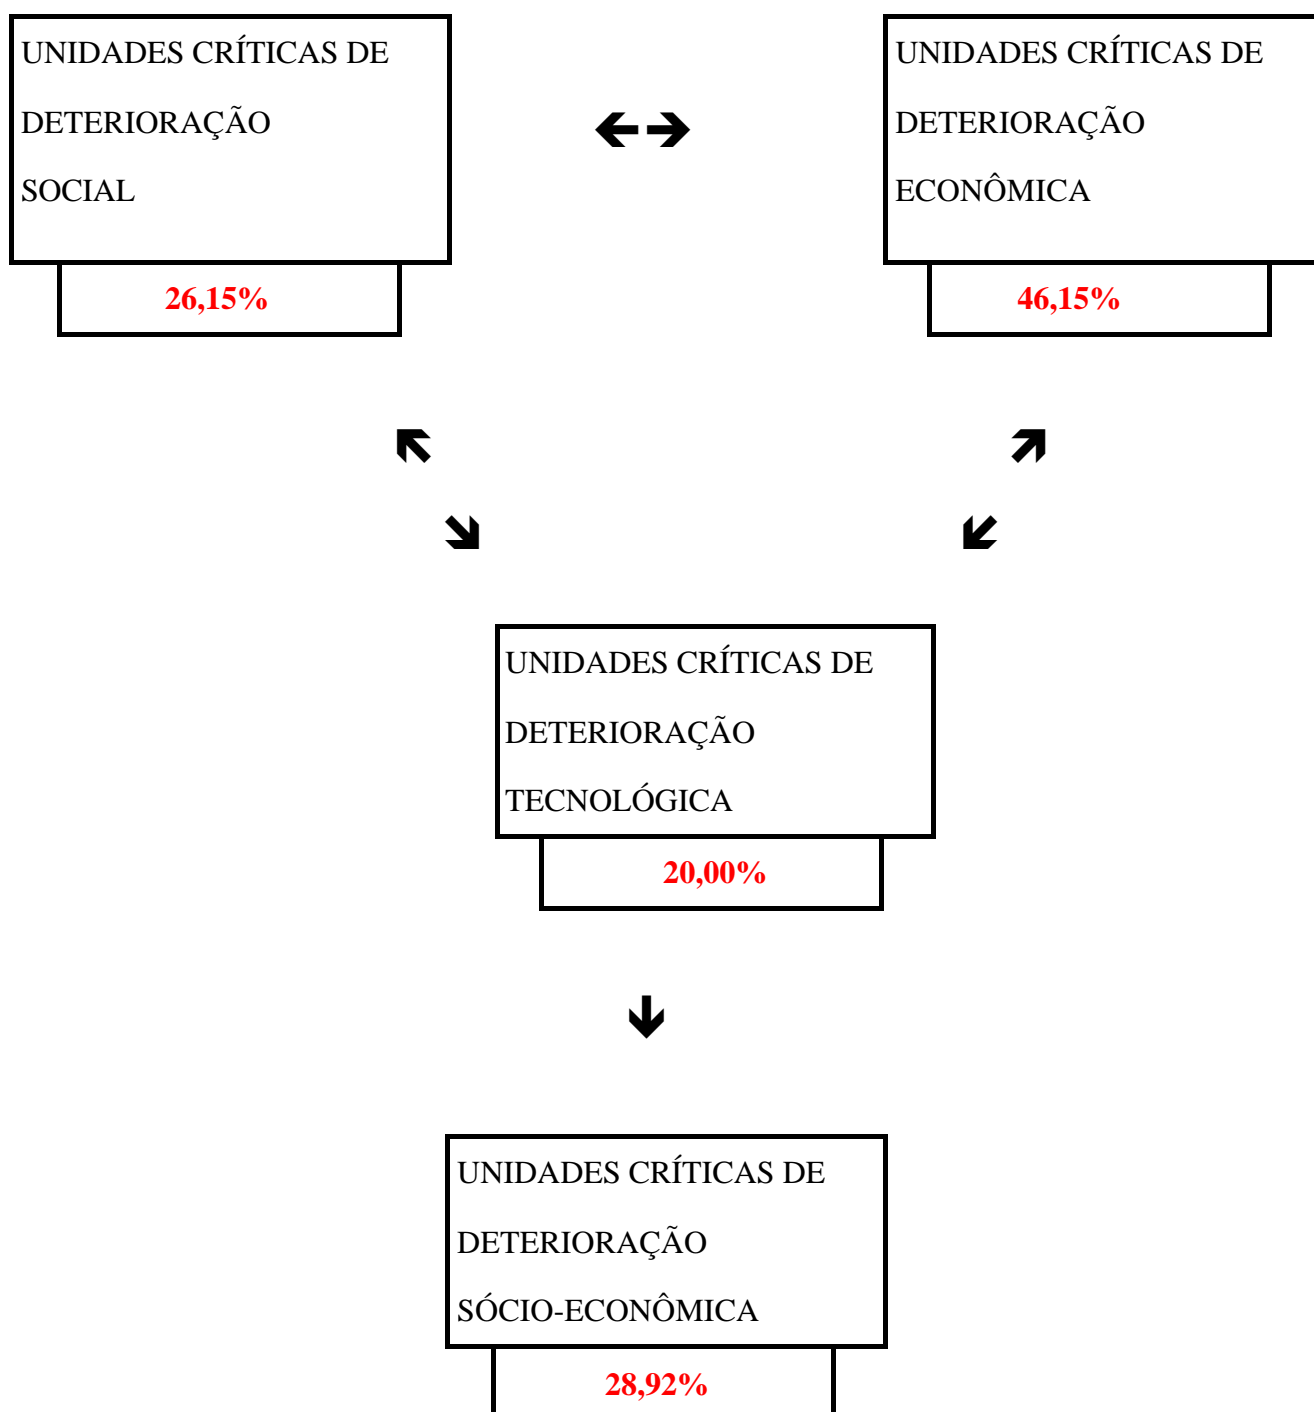 UNIDADES CRÍTICAS DE
DETERIORAÇÃO
SOCIAL
26,15%
UNIDADES CRÍTICAS DE
DETERIORAÇÃO
ECONÔMICA
46,15%
UNIDADES CRÍTICAS DE
DETERIORAÇÃO
TECNOLÓGICA
20,00%
UNIDADES CRÍTICAS DE
DETERIORAÇÃO
SÓCIO-ECONÔMICA
28,92%